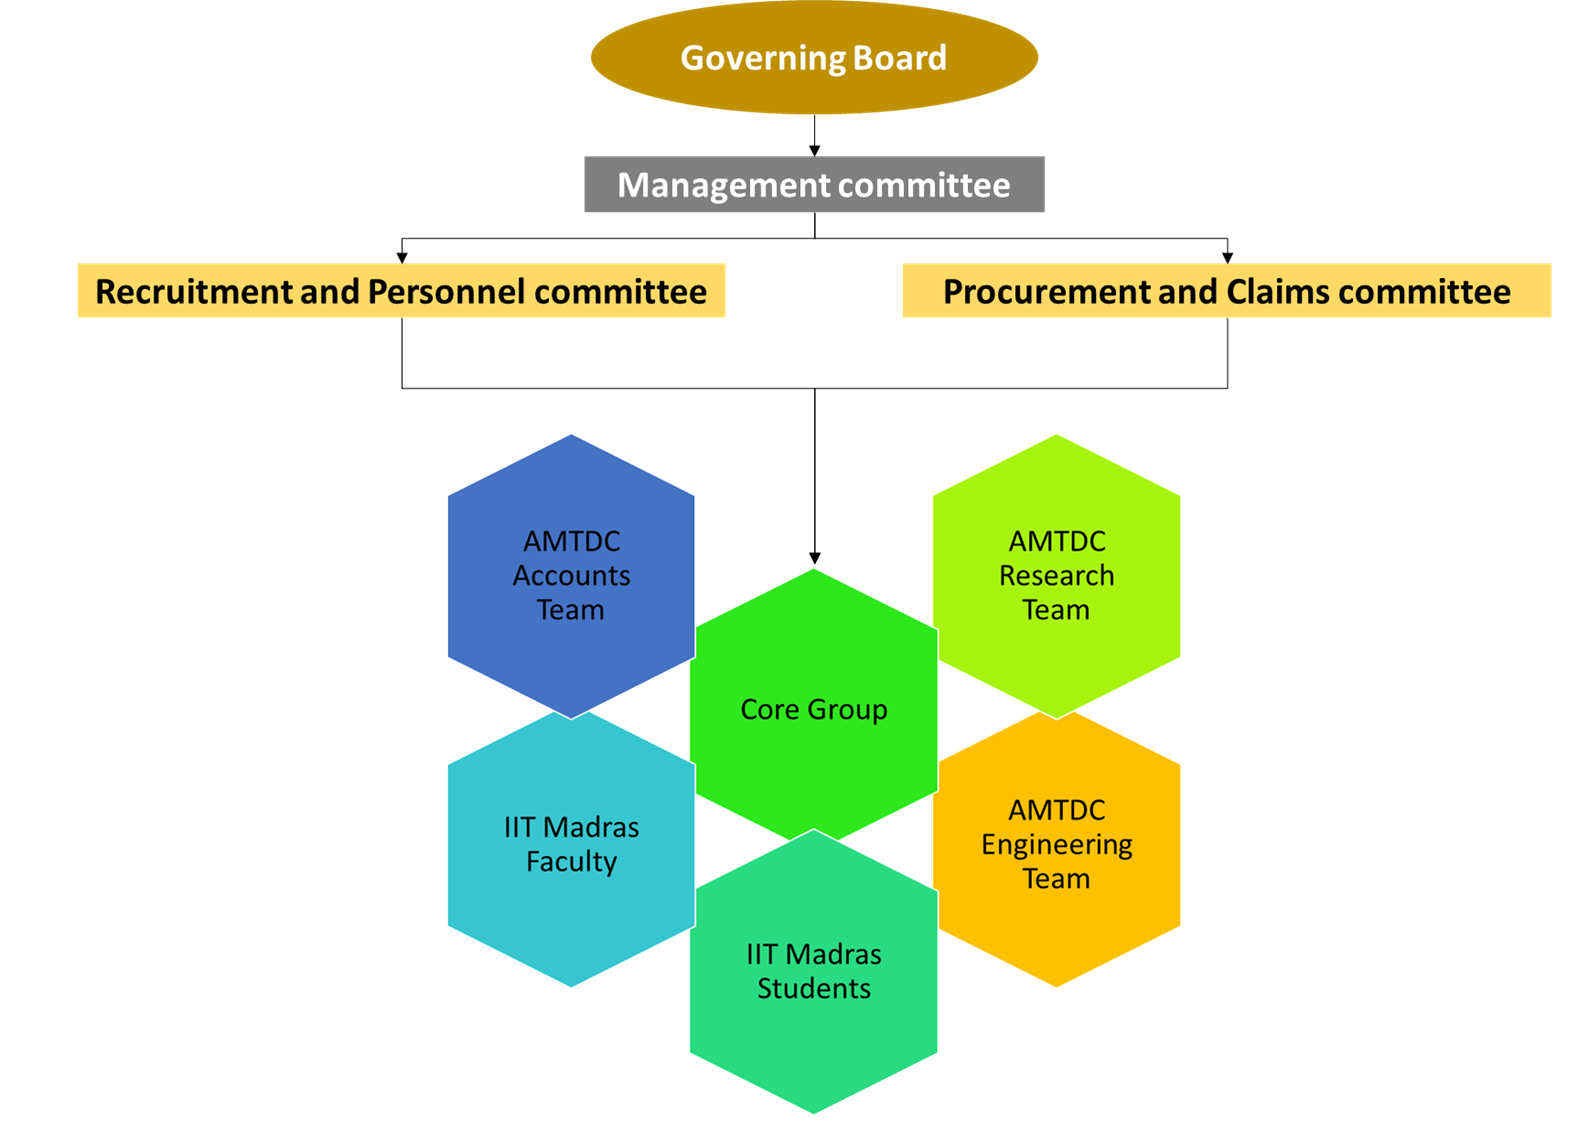 Governing Board
Management committee
Recruitment and Personnel committee
Procurement and Claims committee
AMTDC
Accounts
Team
AMTDC
Research
Team
Core Group
IIT Madras
Faculty
AMTDC
Engineering
Team
IIT Madras
Students